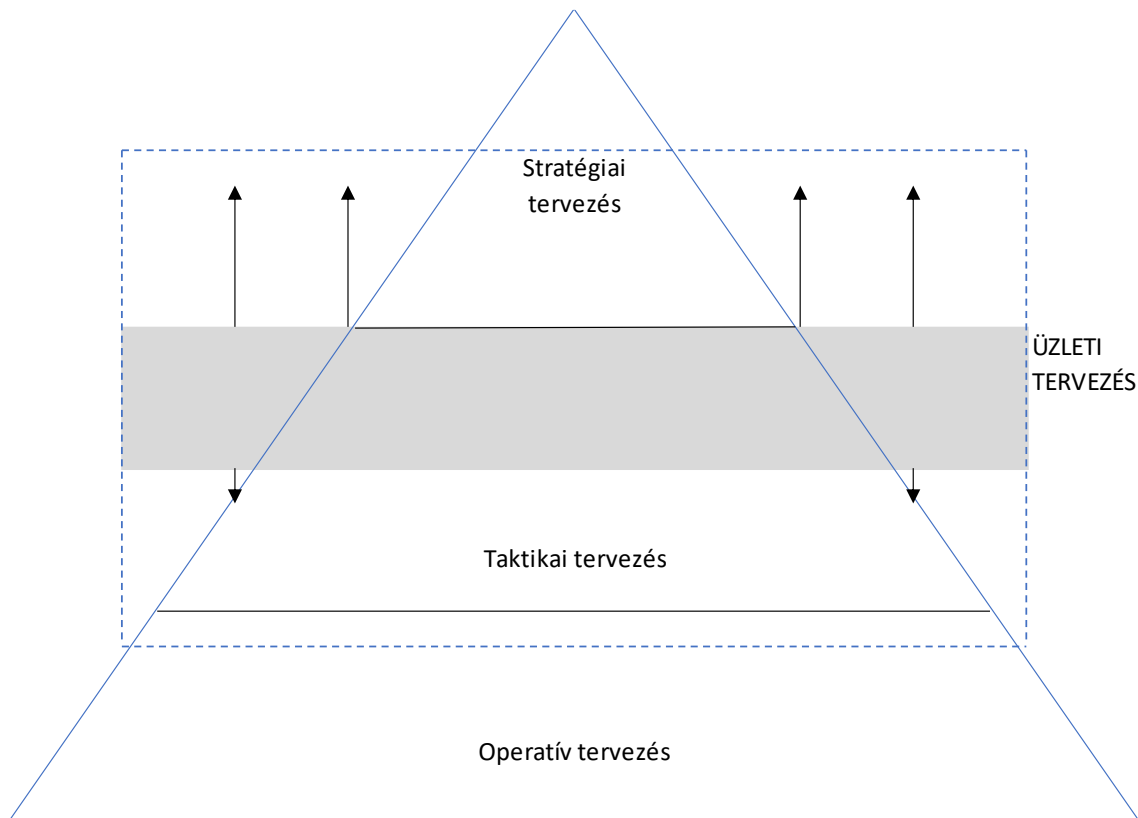 Stratégiai
tervezés
ÜZLETI
TERVEZÉS
Taktikai tervezés
Operatív tervezés